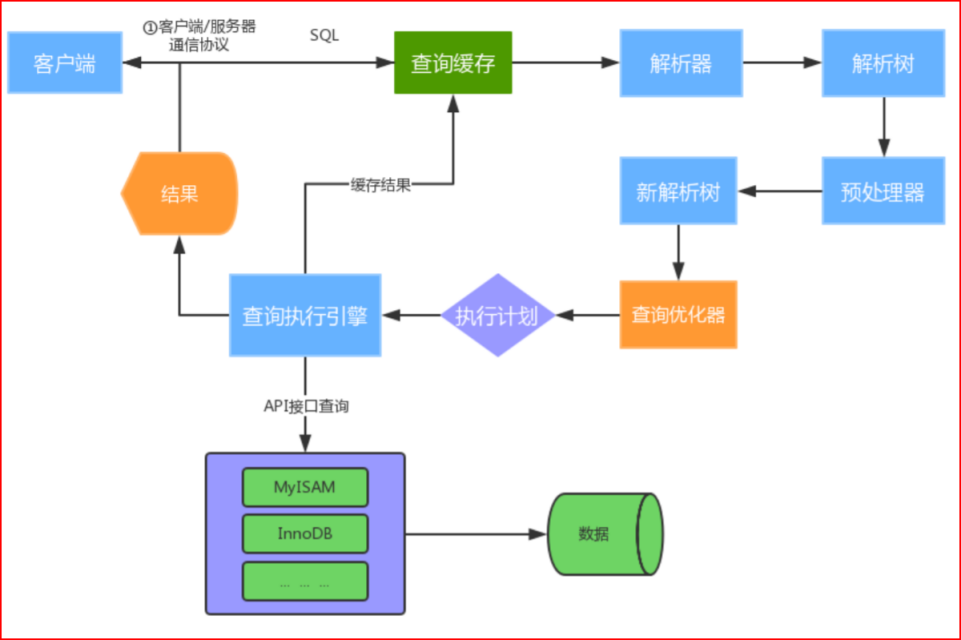 ①客户端/服务器
通信协议
SQL
客户端
查询缓存
解析器
解析树
结果
缓存结果
新解析树
预处理器
查询执行引擎
执行计划
查询优化器
API接口查询
MyISAM
InnoDB
... ... ...
数据